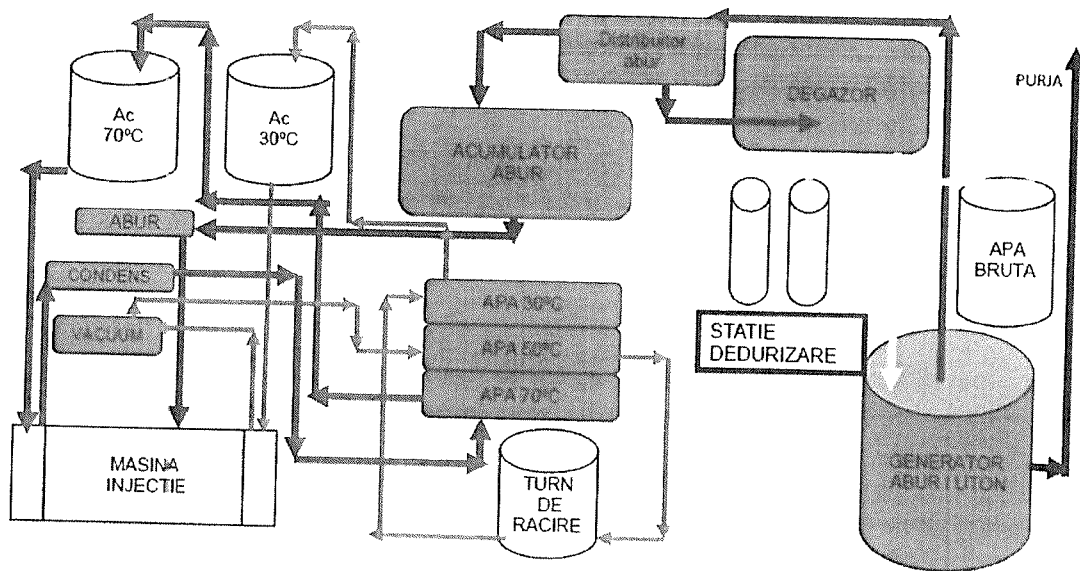 Distribuitor
abur
DEGAZOR
PURJA
Ac
70ºC
Ac
30ºC
ACUMULATOR
ABUR
ABUR
CONDENS
VACUUM
APA 30ºC
APA 50ºC
APA 70ºC
APA
BRUTA
STATIE
DEDURIZARE
MASINA
INJECTIE
TURN
DE
RACIRE
GENERATOR
ABUR